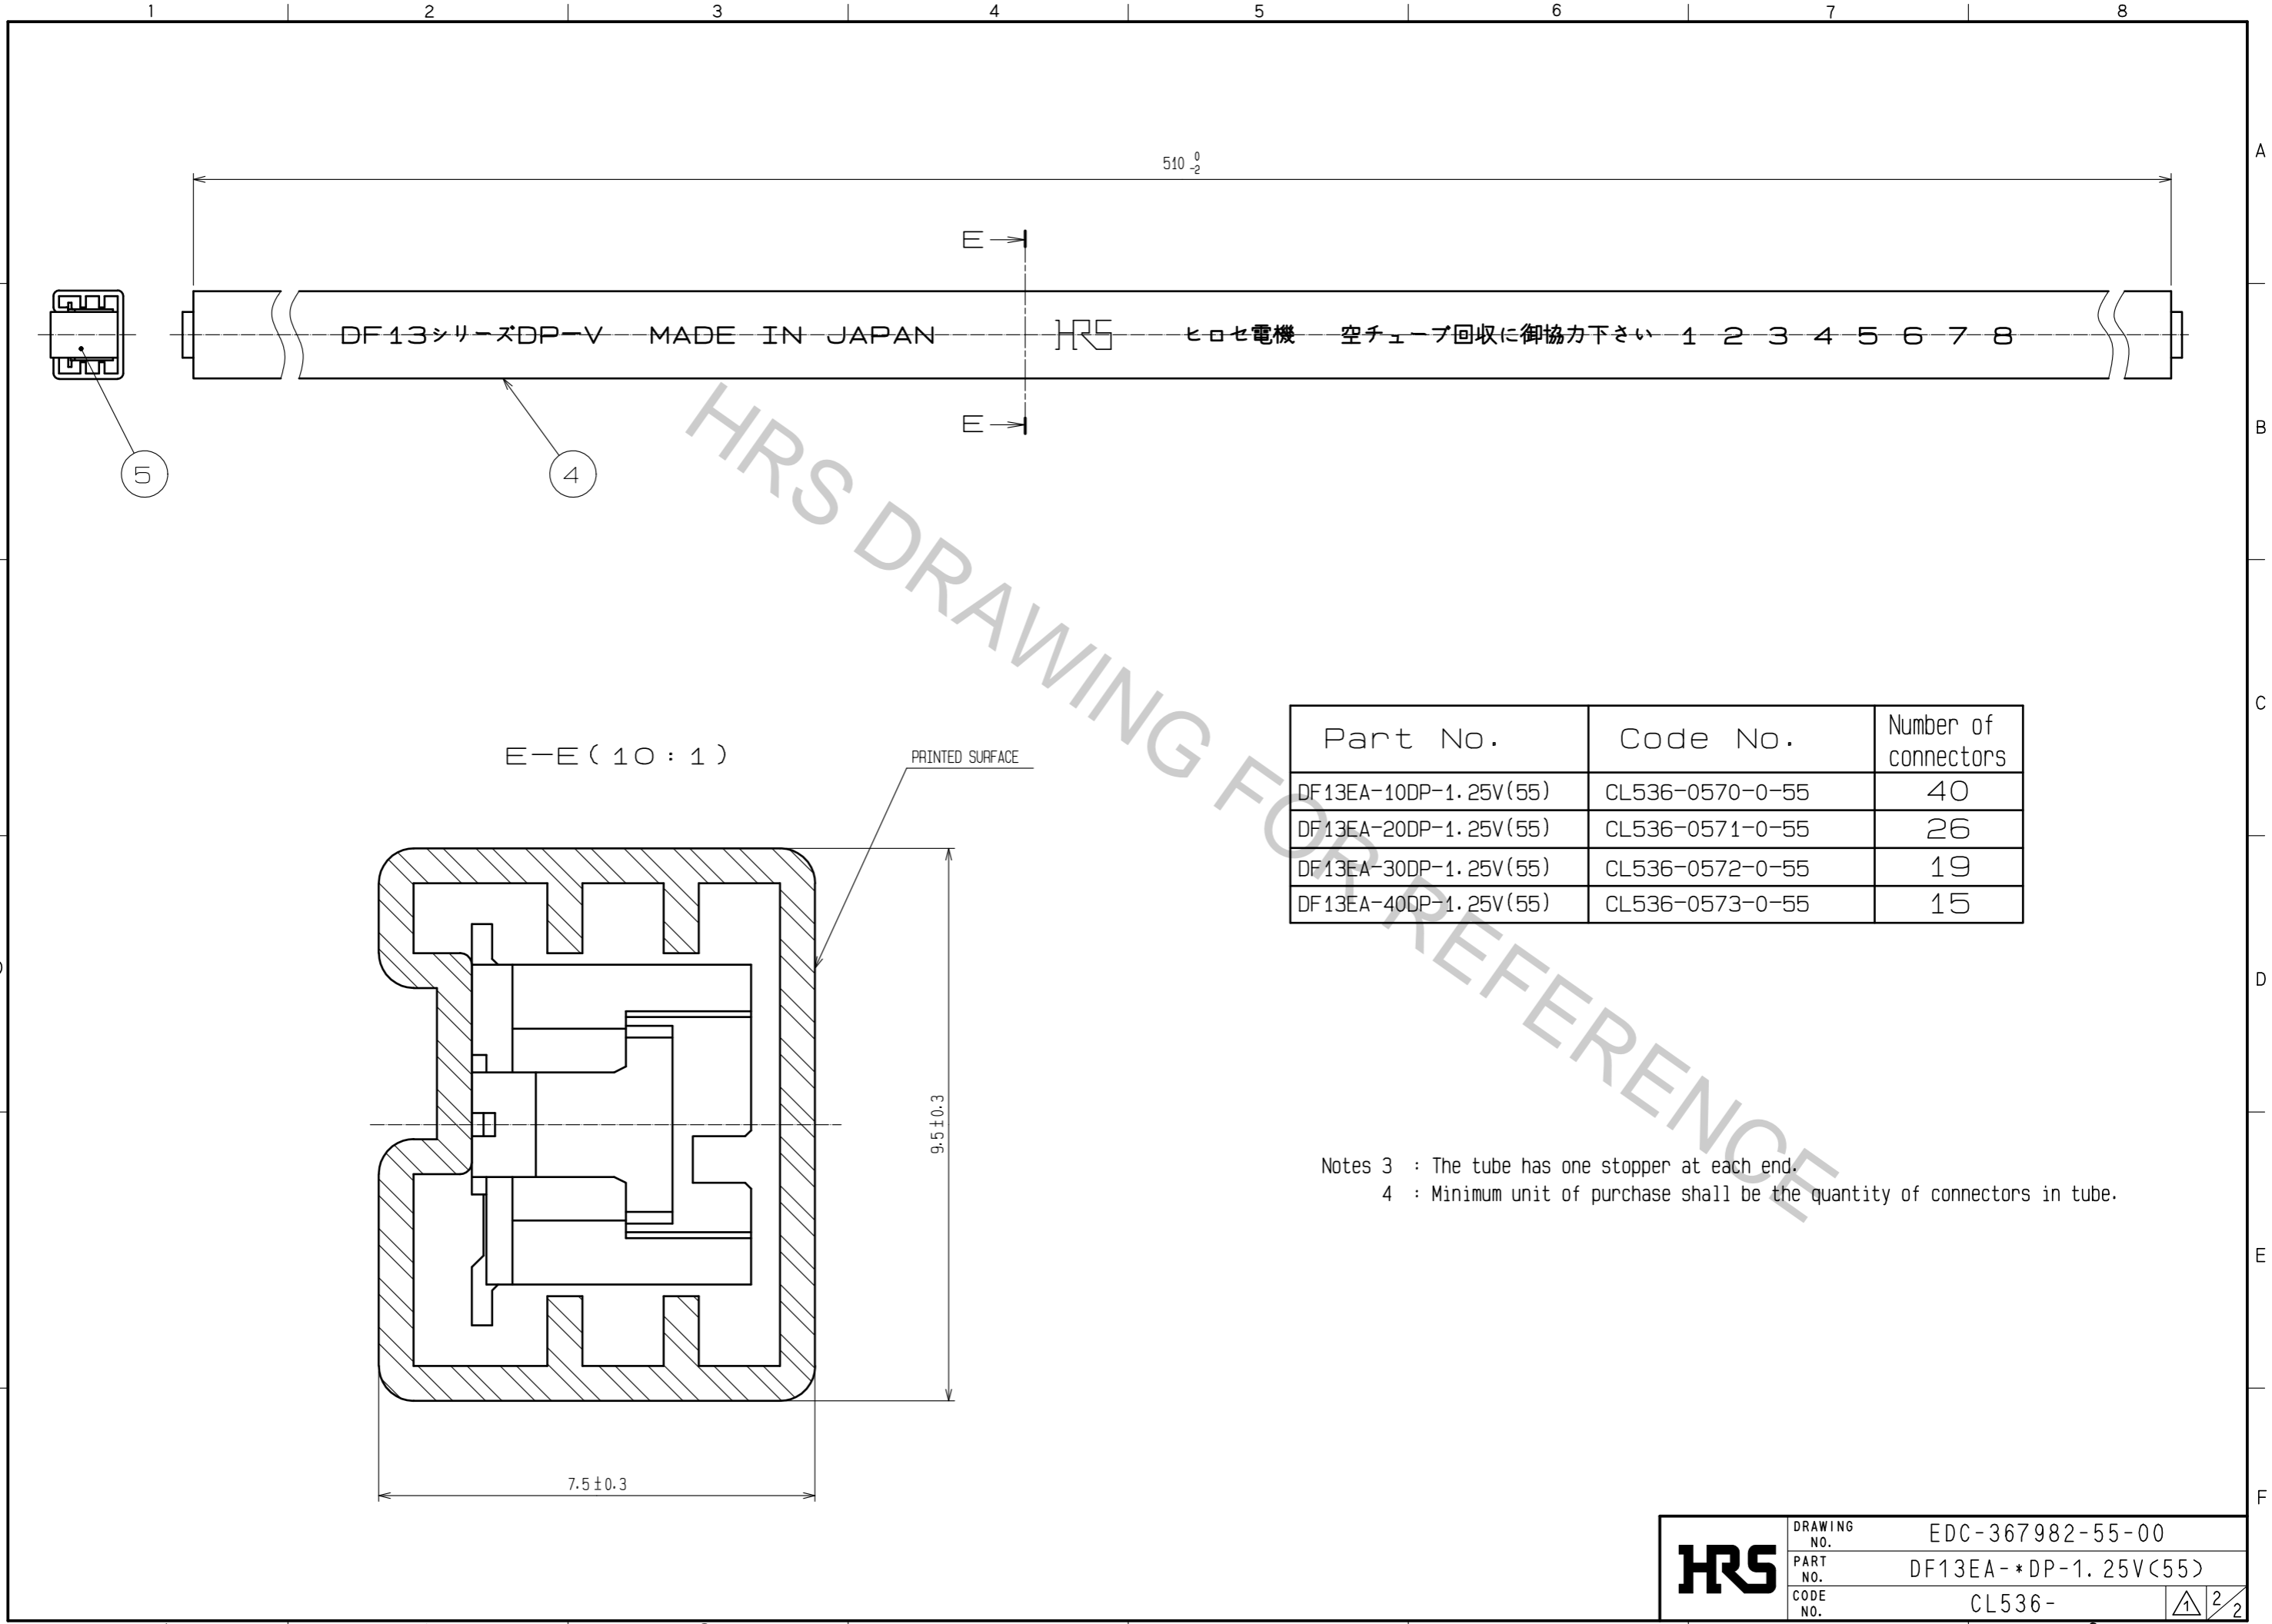 1 2 3 4 5 6 7 8
A
B
C
D
E
F
510 0 -2
E
E
DF13シリーズDP-V MADE IN JAPAN HRS ヒロセ電機 空チューブ回収に御協力下さい 1 2 3 4 5 6 7 8
5
4
HRS DRAWING FOR REFERENCE
E-E(10:1)
PRINTED SURFACE
9.5±0.3
7.5±0.3
Part No. Code No. Number of connectors
DF13EA-10DP-1.25V(55) CL536-0570-0-55 40
DF13EA-20DP-1.25V(55) CL536-0571-0-55 26
DF13EA-30DP-1.25V(55) CL536-0572-0-55 19
DF13EA-40DP-1.25V(55) CL536-0573-0-55 15
Notes 3 : The tube has one stopper at each end.
4 : Minimum unit of purchase shall be the quantity of connectors in tube.
HRS
DRAWING NO. EDC-367982-55-00
PART NO. DF13EA-*DP-1.25V(55)
CODE NO. CL536- 1 2/2